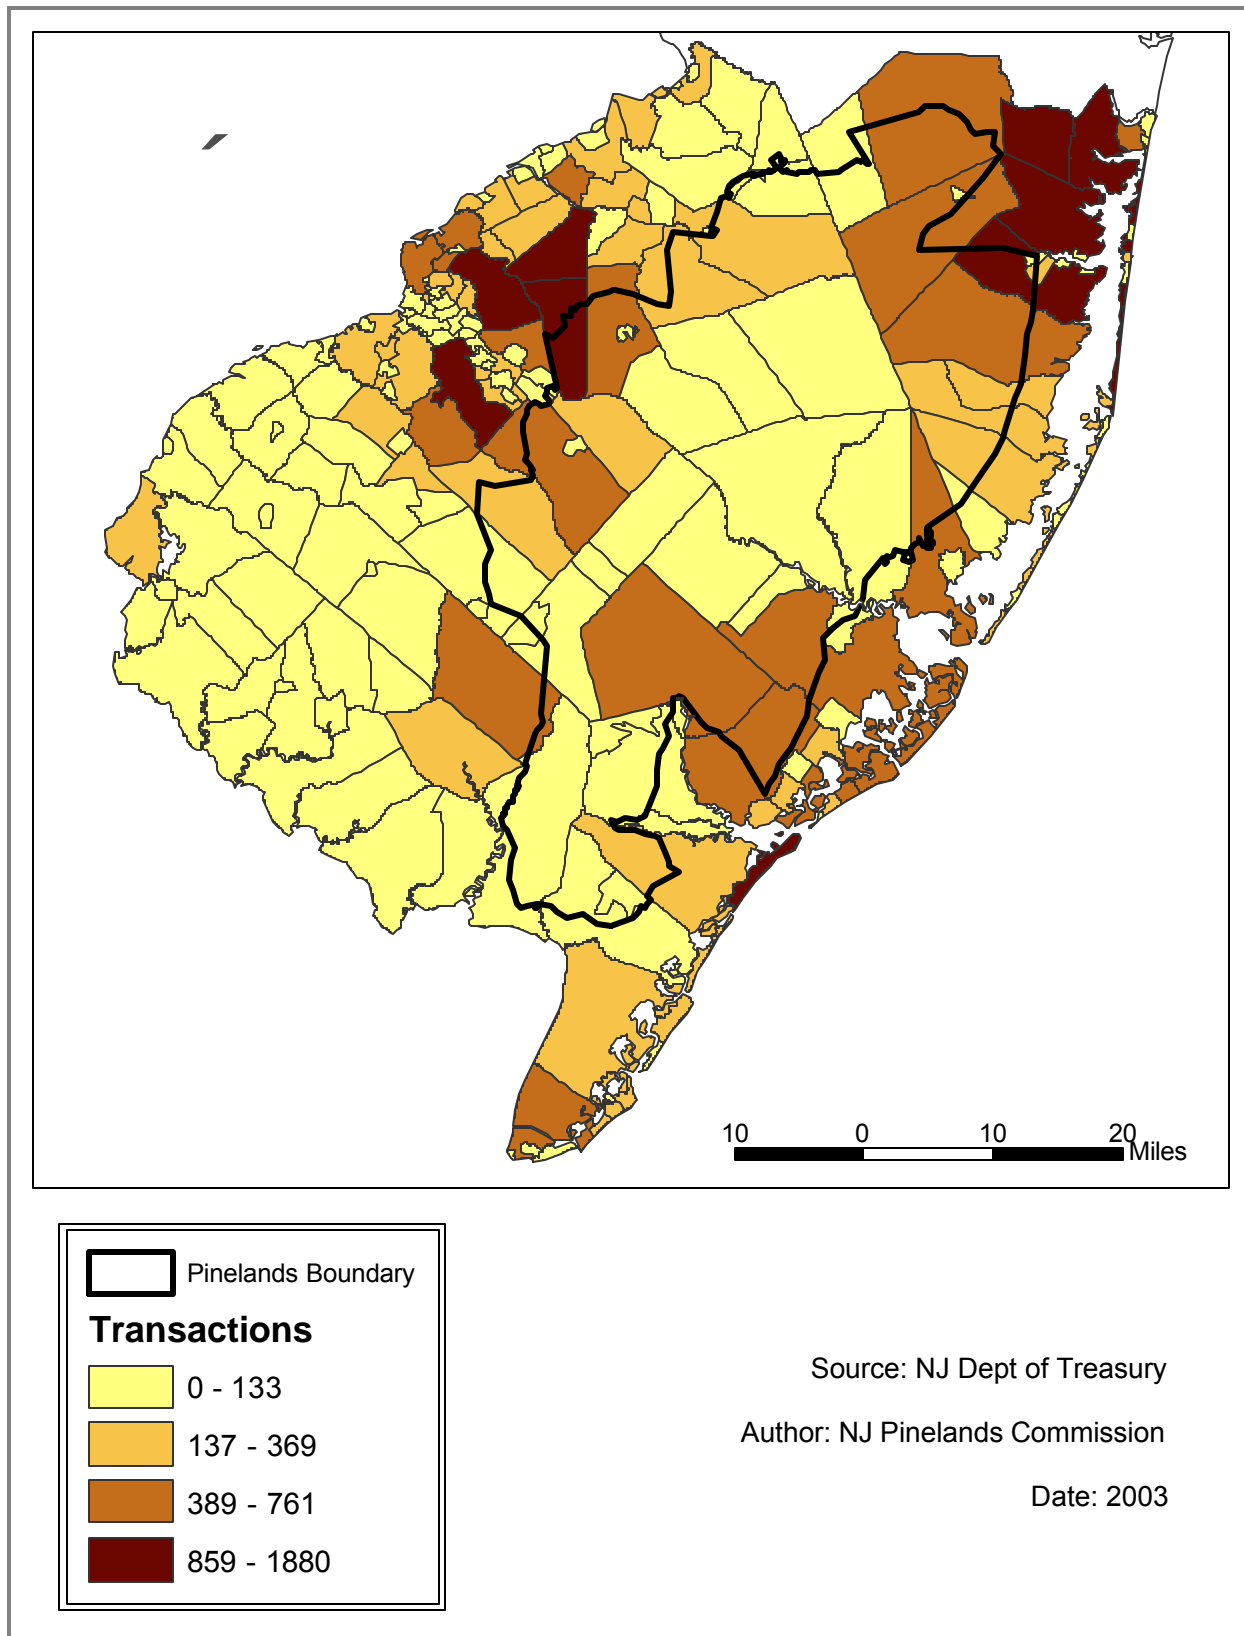 10 0 10 20
Miles
Pinelands Boundary
Transactions
0 - 133
137 - 369
389 - 761
859 - 1880
Source: NJ Dept of Treasury
Author: NJ Pinelands Commission
Date: 2003